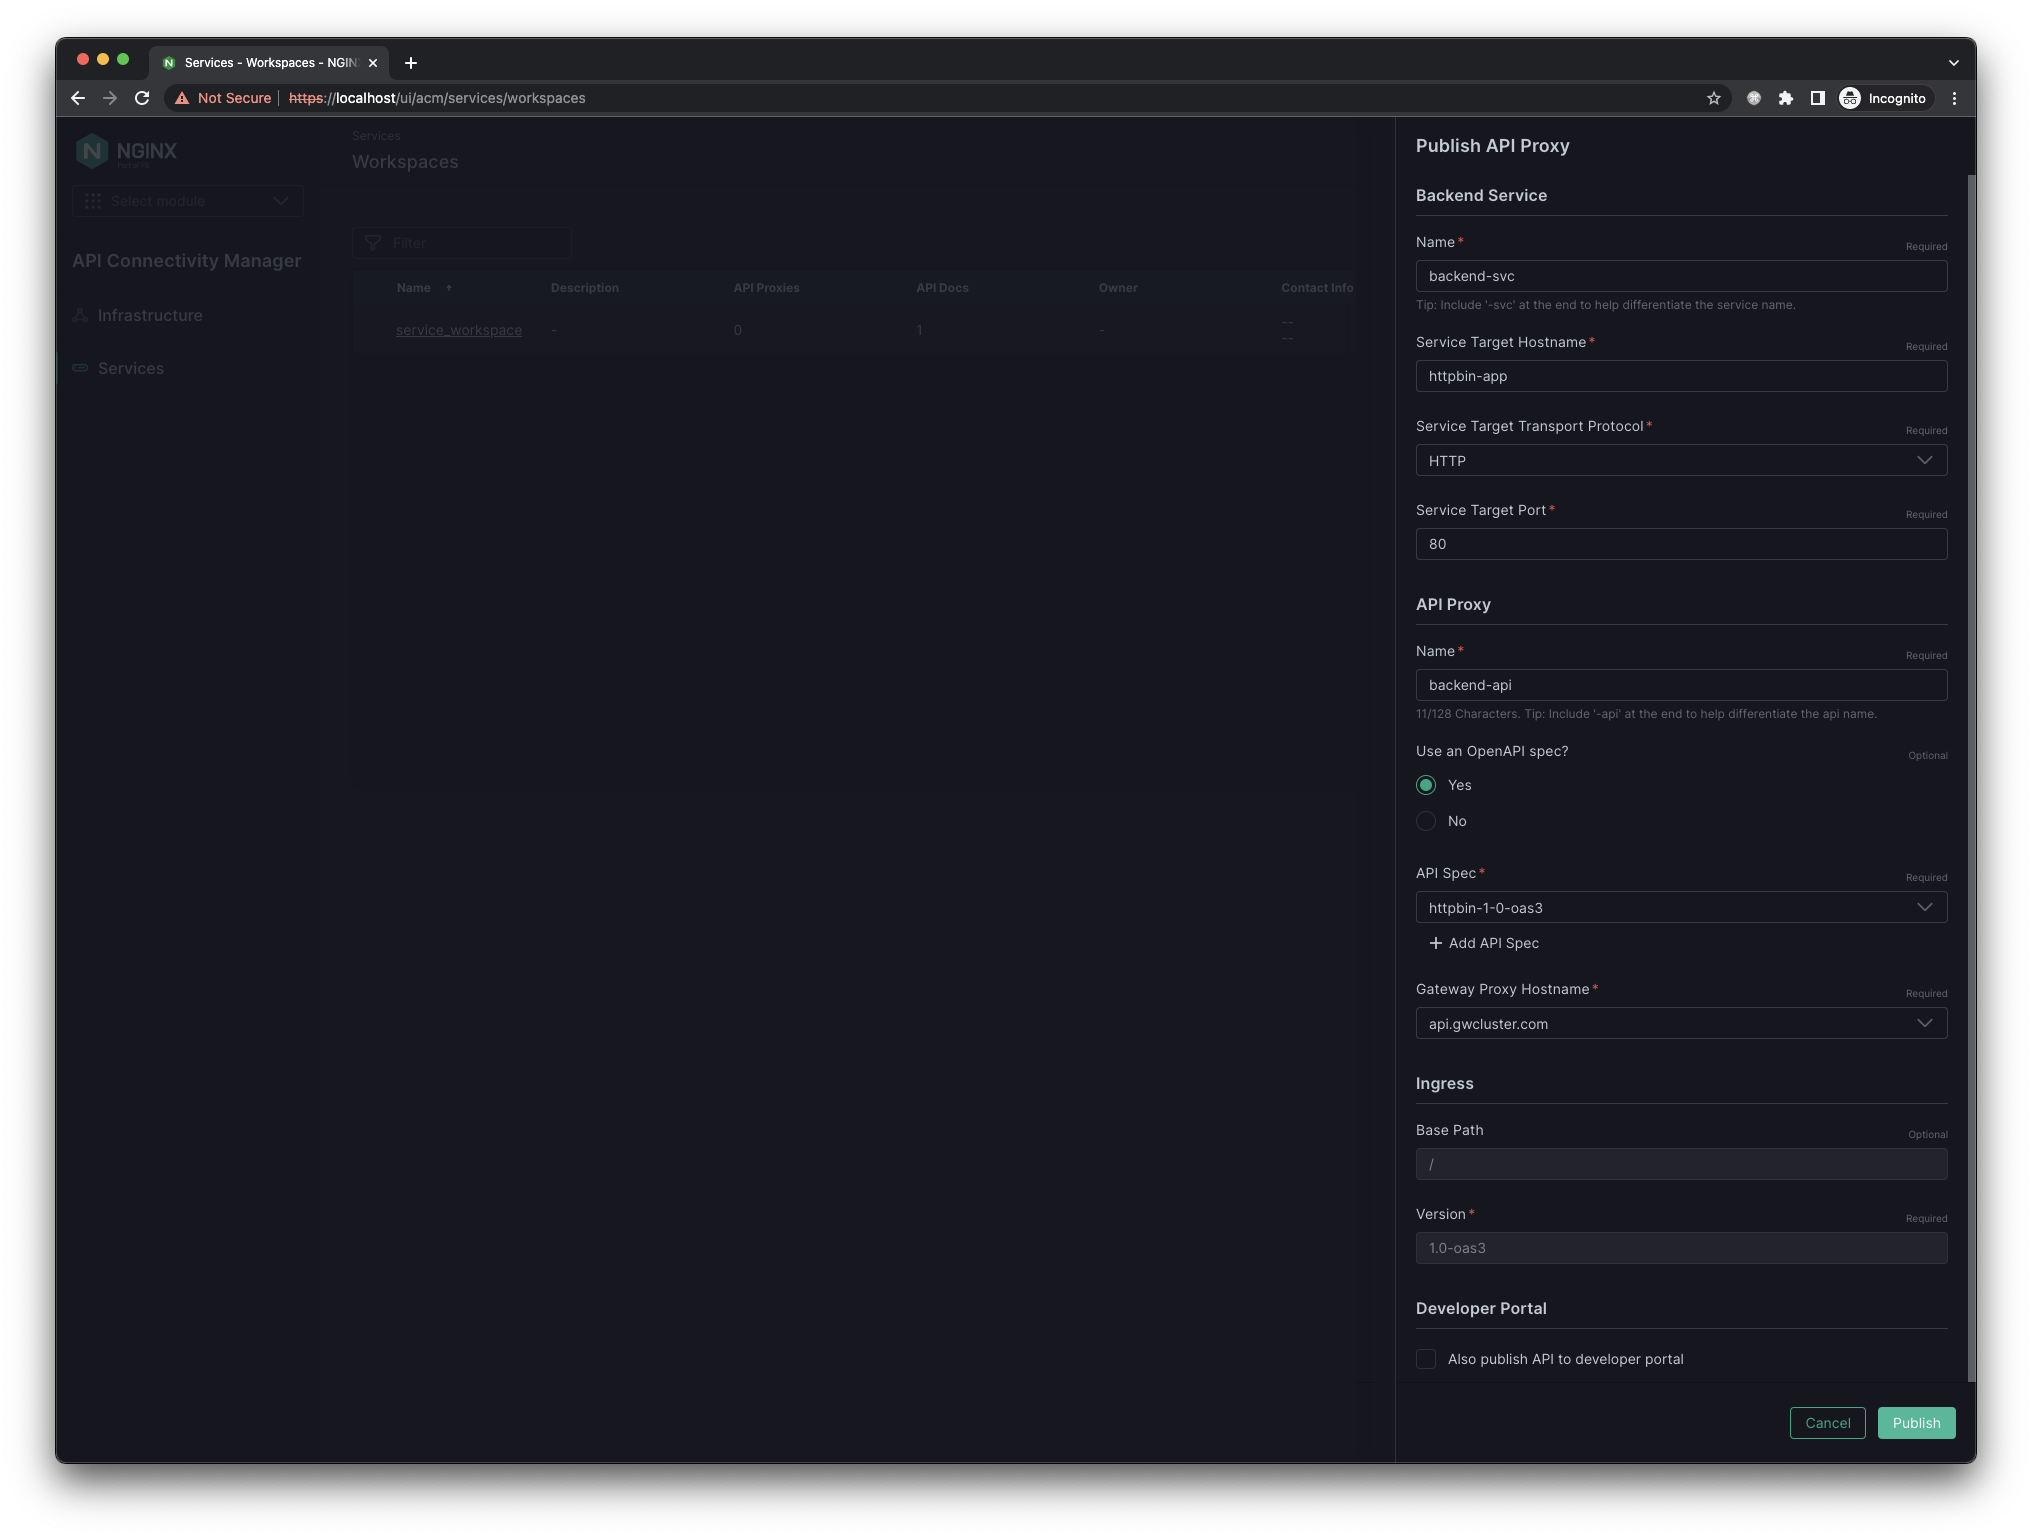 Services - Workspaces - NGIN
Not Secure
https://localhost/ui/acm/services/workspaces
Incognito
NGINX
Part of F5
Select module
API Connectivity Manager
Infrastructure
Services
Services
Workspaces
Filter
Name
Description
API Proxies
API Docs
Owner
Contact Info
service_workspace
-
0
1
-
--
--
Publish API Proxy
Backend Service
Name*
Required
backend-svc
Tip: Include '-svc' at the end to help differentiate the service name.
Service Target Hostname*
Required
httpbin-app
Service Target Transport Protocol*
Required
HTTP
Service Target Port*
Required
80
API Proxy
Name*
Required
backend-api
11/128 Characters. Tip: Include '-api' at the end to help differentiate the api name.
Use an OpenAPI spec?
Optional
Yes
No
API Spec*
Required
httpbin-1-0-oas3
+ Add API Spec
Gateway Proxy Hostname*
Required
api.gwcluster.com
Ingress
Base Path
Optional
/
Version*
Required
1.0-oas3
Developer Portal
Also publish API to developer portal
Cancel
Publish